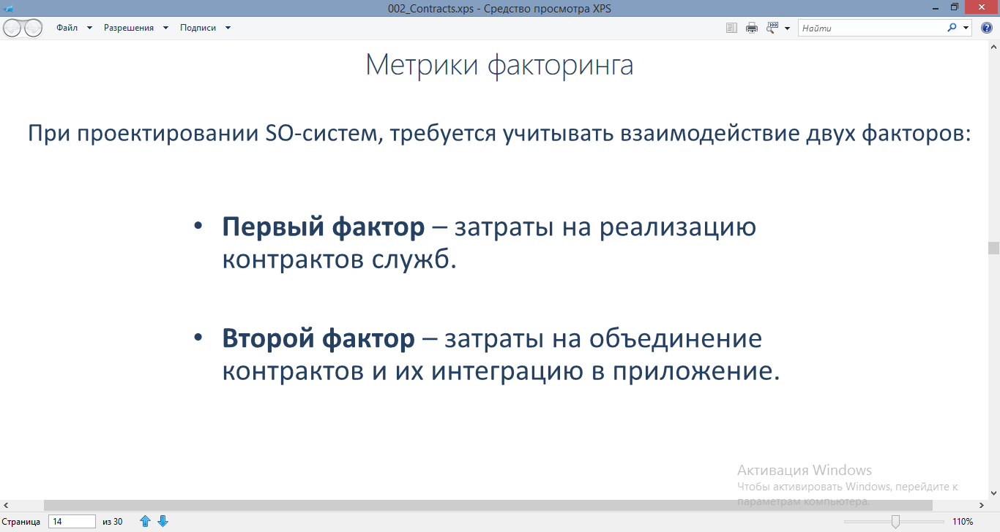 002_Contracts.xps - Средство просмотра XPS
Файл Разрешения Подписи 100 Найти
Метрики факторинга
При проектировании SO-систем, требуется учитывать взаимодействие двух факторов:
• Первый фактор – затраты на реализацию
контрактов служб.
• Второй фактор – затраты на объединение
контрактов и их интеграцию в приложение.
Активация Windows
Чтобы активировать Windows, перейдите к
параметрам компьютера.
Страница 14 из 30 110%